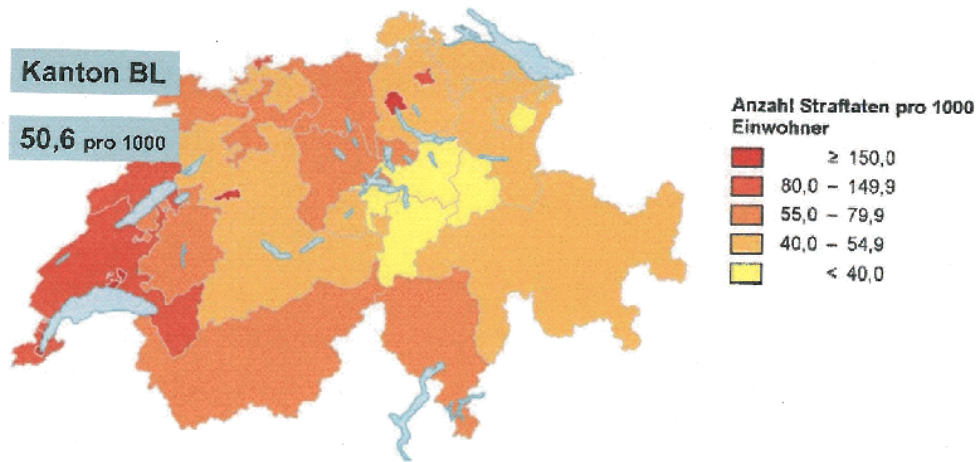 Kanton BL
50,6 pro 1000
Anzahl Straftaten pro 1000
Einwohner
≥ 150,0
80,0 – 149,9
55,0 – 79,9
40,0 – 54,9
< 40,0